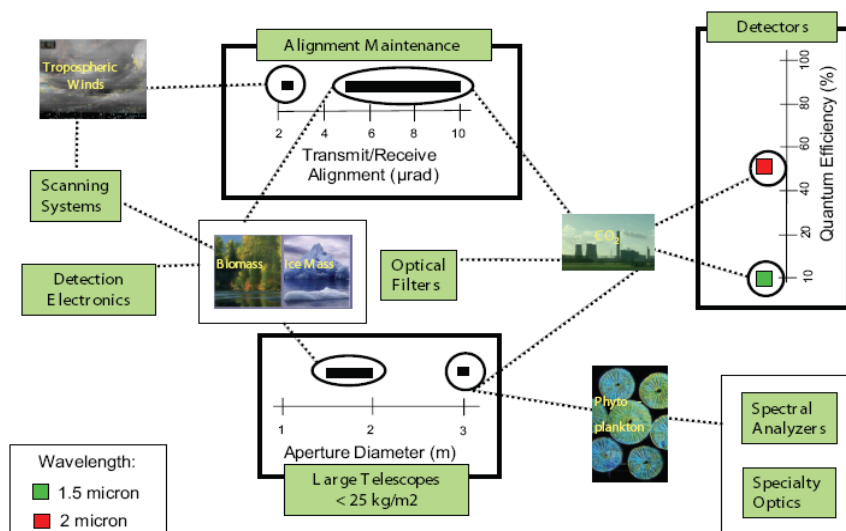 Alignment Maintenance
Detectors
Tropospheric
Winds
2
4
6
8
10
Transmit/Receive
Alignment (µrad)
100
80
60
40
20
10
Quantum Efficiency (%)
Scanning
Systems
Detection
Electronics
Biomass
Ice Mass
Optical
Filters
CO₂
1
2
3
Aperture Diameter (m)
Large Telescopes
< 25 kg/m2
Phyto
plankton
Spectral
Analyzers
Specialty
Optics
Wavelength:
1.5 micron
2 micron